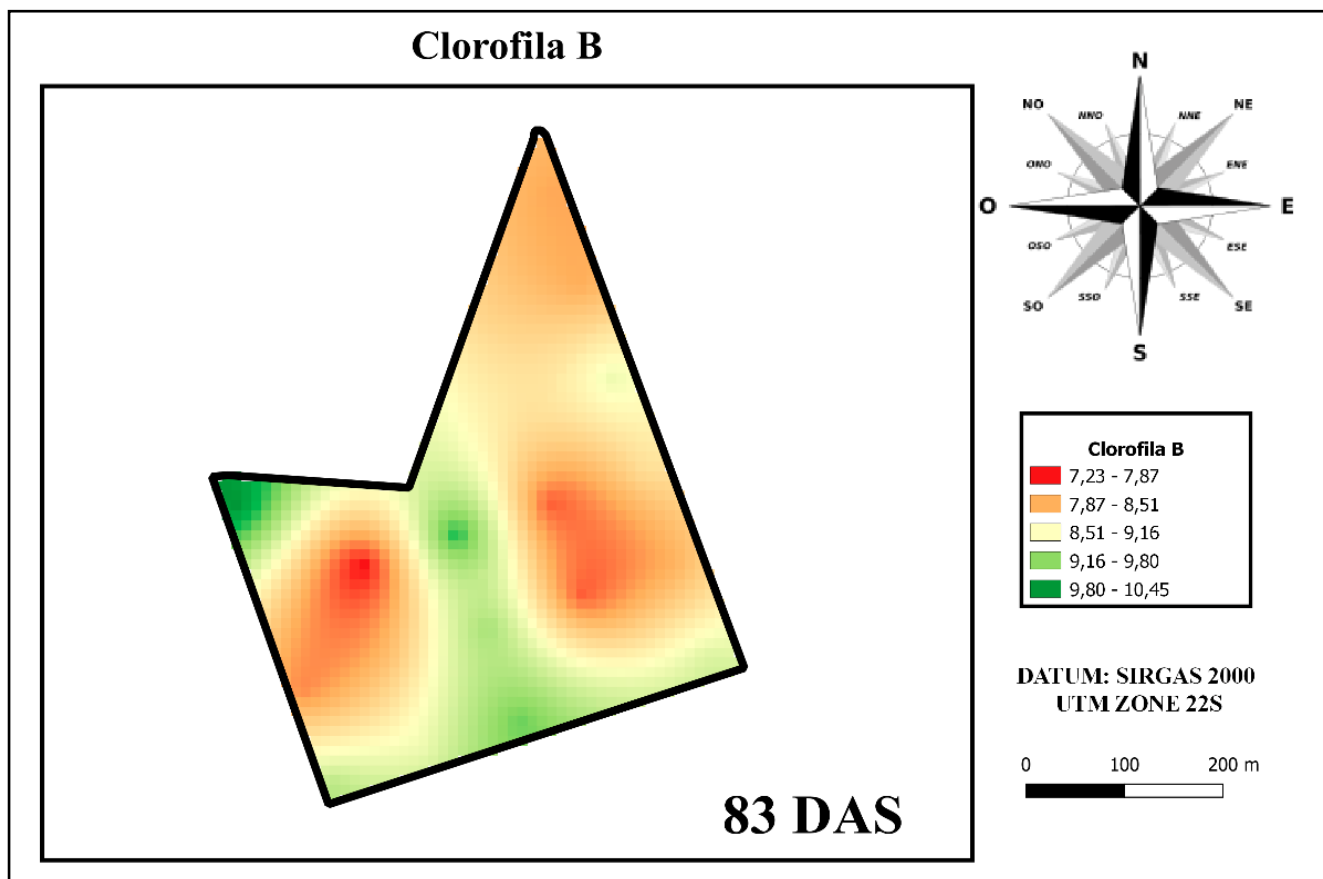 Clorofila B
N
NO
NNO
NNE
NE
ONO
ENE
O
E
OSO
ESE
SO
SSO
SSE
SE
S
Clorofila B
7,23 - 7,87
7,87 - 8,51
8,51 - 9,16
9,16 - 9,80
9,80 - 10,45
DATUM: SIRGAS 2000
UTM ZONE 22S
0 100 200 m
83 DAS